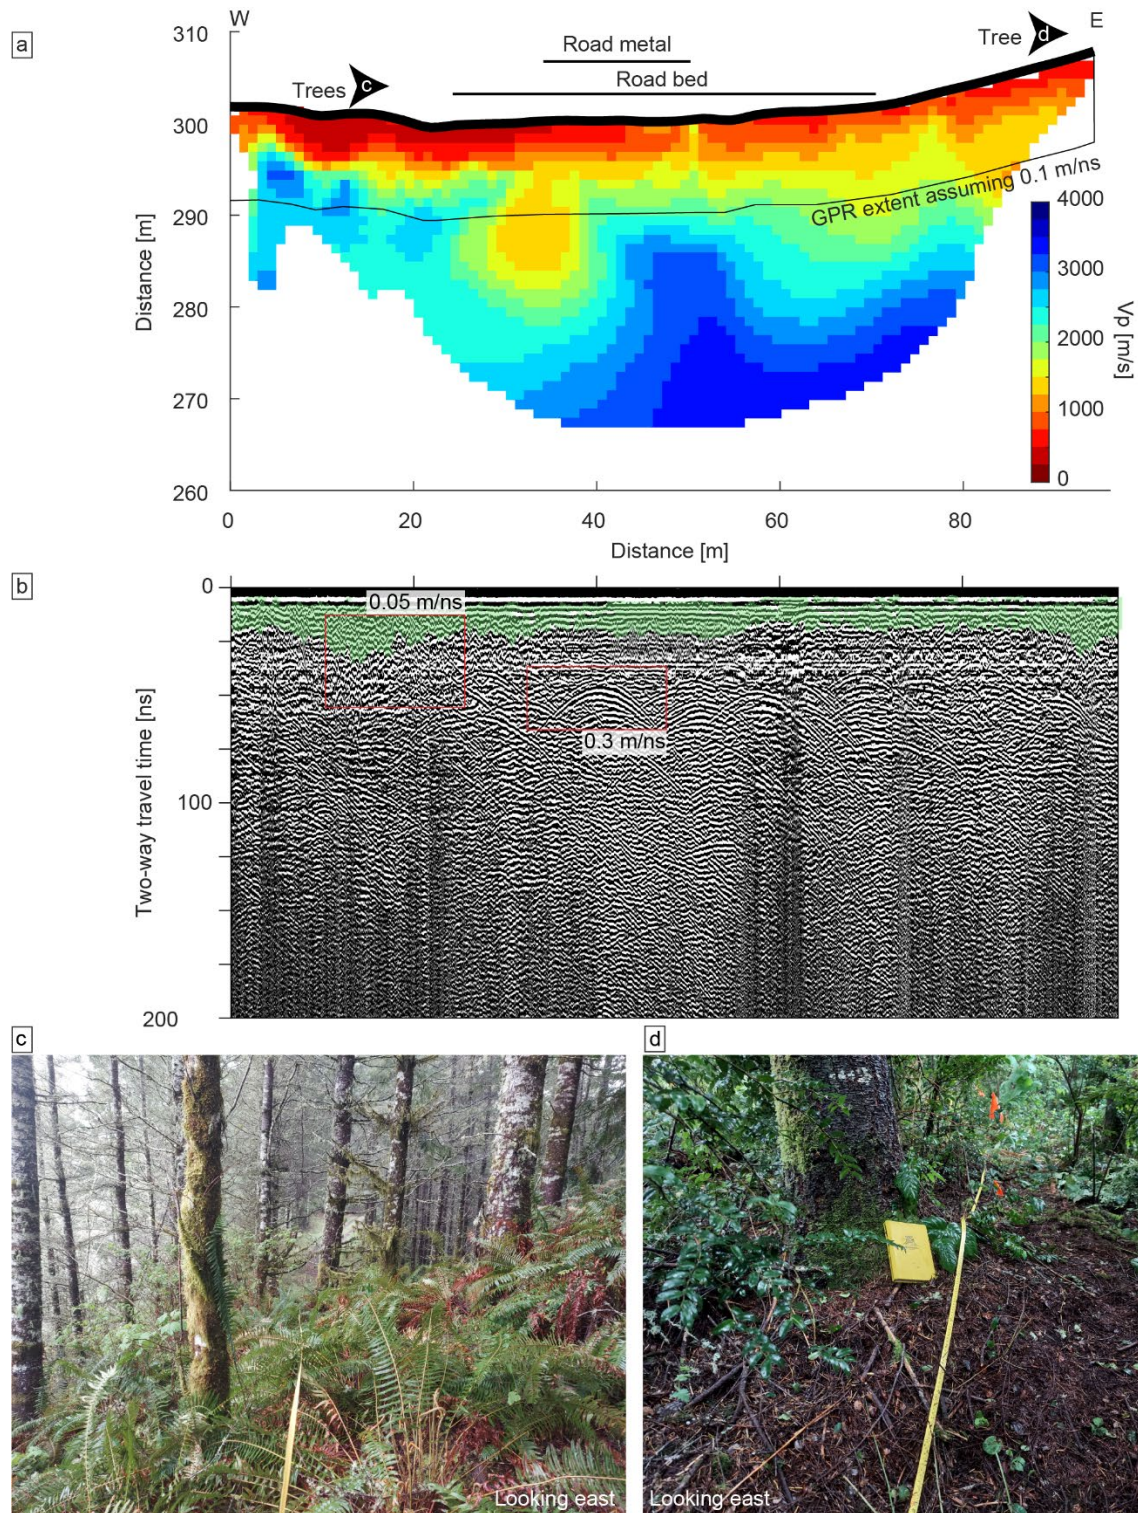 a
W
E
310
300
290
280
270
260
Distance [m]
Road metal
Road bed
Trees
c
Tree
d
GPR extent assuming 0.1 m/ns
4000
3000
2000
1000
0
Vp [m/s]
0
20
40
60
80
Distance [m]
b
0
100
200
Two-way travel time [ns]
0.05 m/ns
0.3 m/ns
c
Looking east
d
Looking east